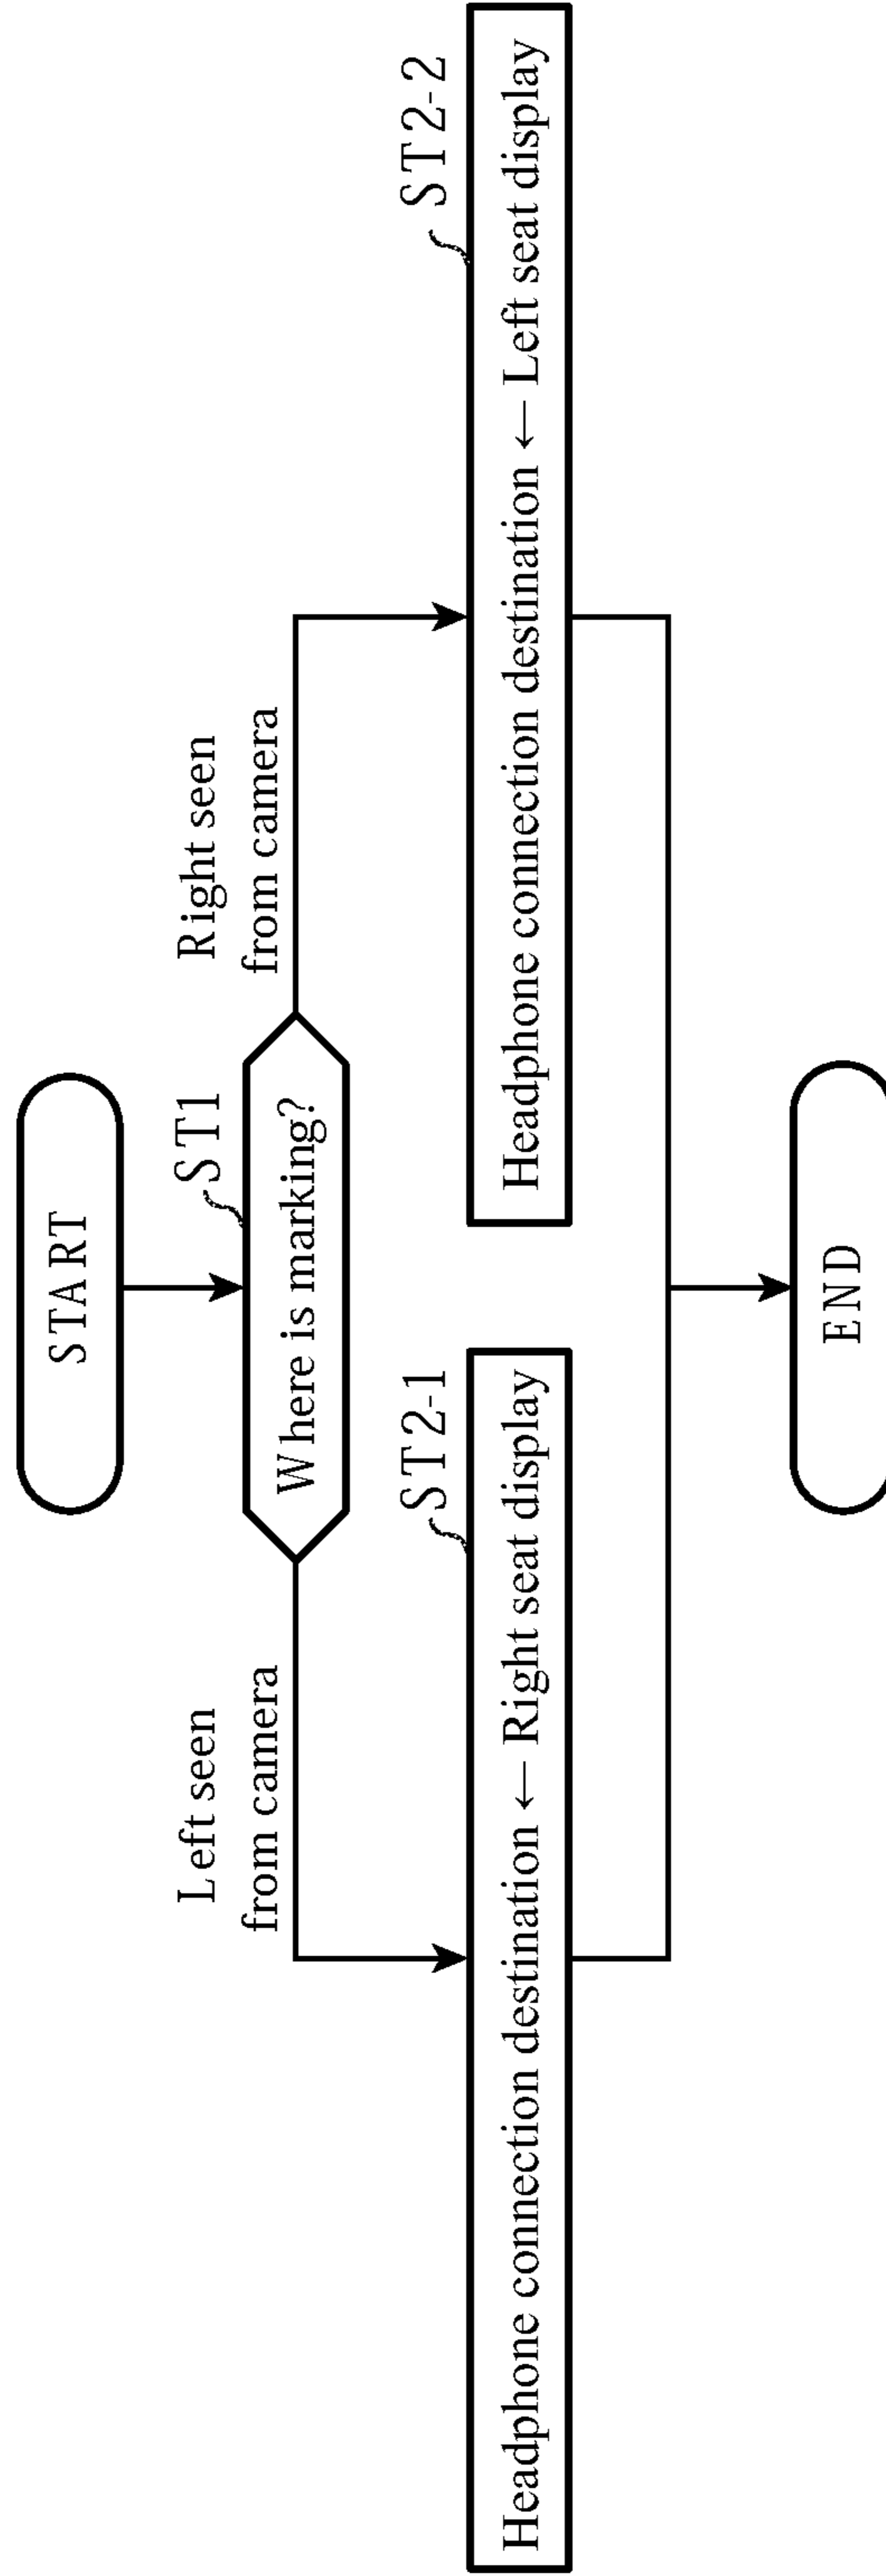 START
ST1
Where is marking?
Left seen
from camera
Right seen
from camera
ST2-1
Headphone connection destination ← Right seat display
ST2-2
Headphone connection destination ← Left seat display
END